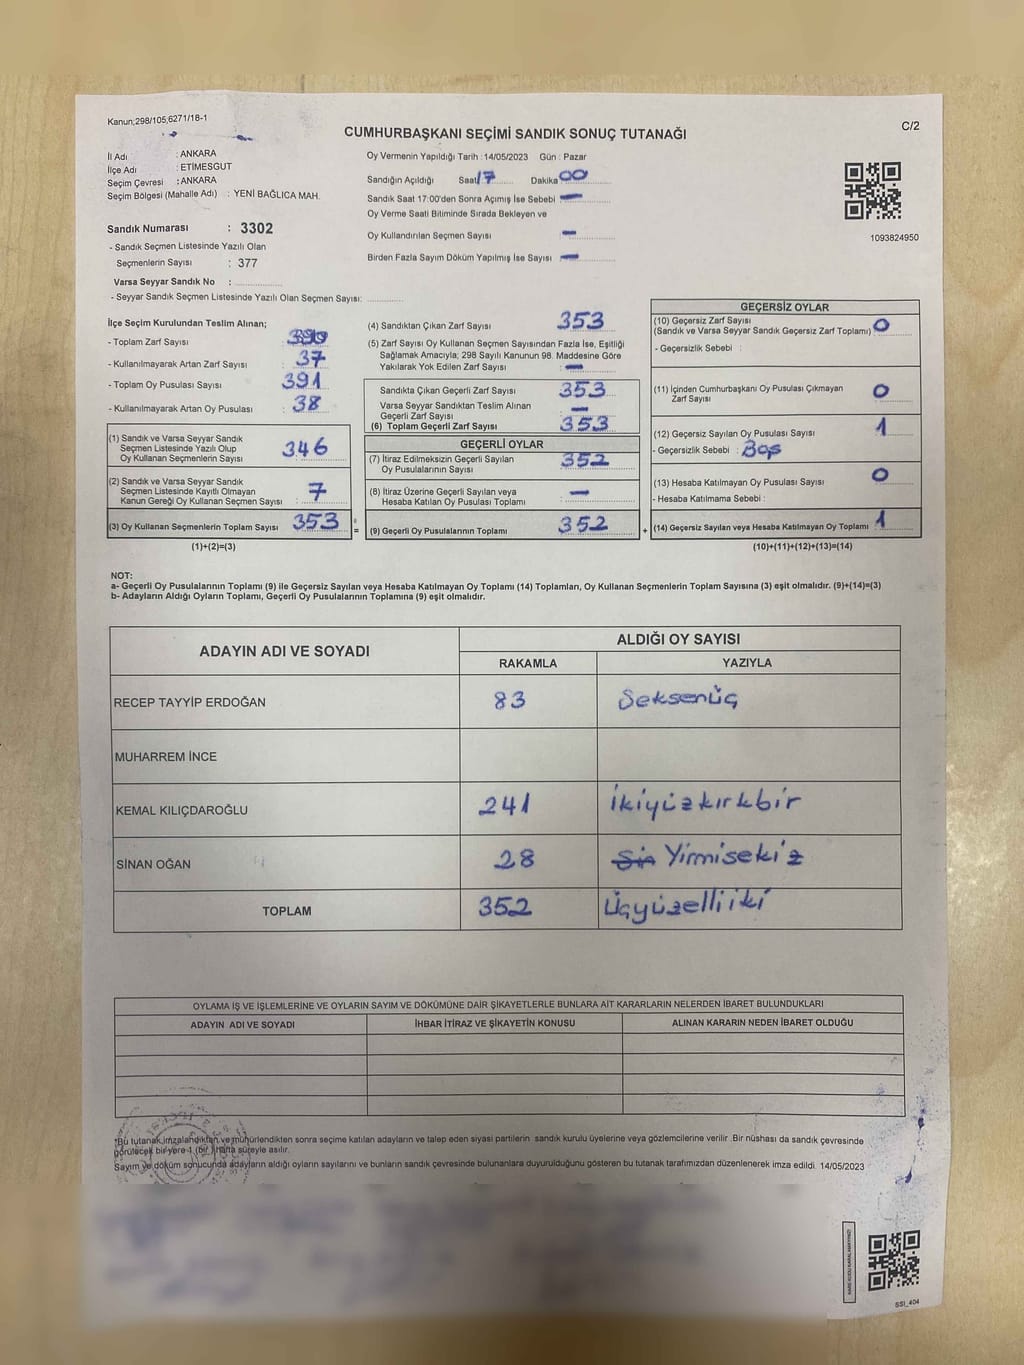 Kanun;298/105,6271/18-1
CUMHURBAŞKANI SEÇİMİ SANDIK SONUÇ TUTANAĞI
C/2
İl Adı : ANKARA
İlçe Adı : ETİMESGUT
Seçim Çevresi : ANKARA
Seçim Bölgesi (Mahalle Adı) : YENİ BAĞLICA MAH.
Sandık Numarası : 3302
- Sandık Seçmen Listesinde Yazılı Olan
Seçmenlerin Sayısı : 377
Varsa Seyyar Sandık No :
- Seyyar Sandık Seçmen Listesinde Yazılı Olan Seçmen Sayısı:
Oy Vermenin Yapıldığı Tarih : 14/05/2023 Gün : Pazar
Sandığın Açıldığı Saat 17 Dakika 00
Sandık Saat 17:00'den Sonra Açımış İse Sebebi —
Oy Verme Saati Bitiminde Sırada Bekleyen ve
Oy Kullandırılan Seçmen Sayısı —
Birden Fazla Sayım Döküm Yapılmış İse Sayısı —
1093824950
İlçe Seçim Kurulundan Teslim Alınan;
- Toplam Zarf Sayısı : 390
- Kullanılmayarak Artan Zarf Sayısı : 37
- Toplam Oy Pusulası Sayısı : 391
- Kullanılmayarak Artan Oy Pusulası : 38
(1) Sandık ve Varsa Seyyar Sandık
Seçmen Listesinde Yazılı Olup
Oy Kullanan Seçmenlerin Sayısı : 346
(2) Sandık ve Varsa Seyyar Sandık
Seçmen Listesinde Kayıtlı Olmayan
Kanun Gereği Oy Kullanan Seçmen Sayısı : 7
(3) Oy Kullanan Seçmenlerin Toplam Sayısı : 353
(1)+(2)=(3)
(4) Sandıktan Çıkan Zarf Sayısı 353
(5) Zarf Sayısı Oy Kullanan Seçmen Sayısından Fazla İse, Eşitliği
Sağlamak Amacıyla; 298 Sayılı Kanunun 98. Maddesine Göre
Yakılarak Yok Edilen Zarf Sayısı : —
Sandıkta Çıkan Geçerli Zarf Sayısı 353
Varsa Seyyar Sandıktan Teslim Alınan
Geçerli Zarf Sayısı —
(6) Toplam Geçerli Zarf Sayısı 353
GEÇERLİ OYLAR
(7) İtiraz Edilmeksizin Geçerli Sayılan
Oy Pusulalarının Sayısı 352
(8) İtiraz Üzerine Geçerli Sayılan veya
Hesaba Katılan Oy Pusulası Toplamı —
= (9) Geçerli Oy Pusulalarının Toplamı 352 +
GEÇERSİZ OYLAR
(10) Geçersiz Zarf Sayısı
(Sandık ve Varsa Seyyar Sandık Geçersiz Zarf Toplamı) 0
- Geçersizlik Sebebi :
(11) İçinden Cumhurbaşkanı Oy Pusulası Çıkmayan
Zarf Sayısı 0
(12) Geçersiz Sayılan Oy Pusulası Sayısı 1
- Geçersizlik Sebebi : Boş
(13) Hesaba Katılmayan Oy Pusulası Sayısı 0
- Hesaba Katılmama Sebebi :
(14) Geçersiz Sayılan veya Hesaba Katılmayan Oy Toplamı 1
(10)+(11)+(12)+(13)=(14)
NOT:
a- Geçerli Oy Pusulalarının Toplamı (9) ile Geçersiz Sayılan veya Hesaba Katılmayan Oy Toplamı (14) Toplamları, Oy Kullanan Seçmenlerin Toplam Sayısına (3) eşit olmalıdır. (9)+(14)=(3)
b- Adayların Aldığı Oyların Toplamı, Geçerli Oy Pusulalarının Toplamına (9) eşit olmalıdır.
ADAYIN ADI VE SOYADI ALDIĞI OY SAYISI
RAKAMLA YAZIYLA
RECEP TAYYİP ERDOĞAN 83 Seksenüç
MUHARREM İNCE
KEMAL KILIÇDAROĞLU 241 İkiyüzkırkbir
SİNAN OĞAN 28 Yirmisekiz
TOPLAM 352 Üçyüzelliiki
OYLAMA İŞ VE İŞLEMLERİNE VE OYLARIN SAYIM VE DÖKÜMÜNE DAİR ŞİKAYETLERLE BUNLARA AİT KARARLARIN NELERDEN İBARET BULUNDUKLARI
ADAYIN ADI VE SOYADI İHBAR İTİRAZ VE ŞİKAYETİN KONUSU ALINAN KARARIN NEDEN İBARET OLDUĞU
*Bu tutanak imzalandıktan ve mühürlendikten sonra seçime katılan adayların ve talep eden siyasi partilerin sandık kurulu üyelerine veya gözlemcilerine verilir .Bir nüshası da sandık çevresinde
görülecek bir yere 1 (bir ) hafta süreyle asılır.
Sayım ve döküm sonucunda adayların aldığı oyların sayılarını ve bunların sandık çevresinde bulunanlara duyurulduğunu gösteren bu tutanak tarafımızdan düzenlenerek imza edildi. 14/05/2023
SSI_404